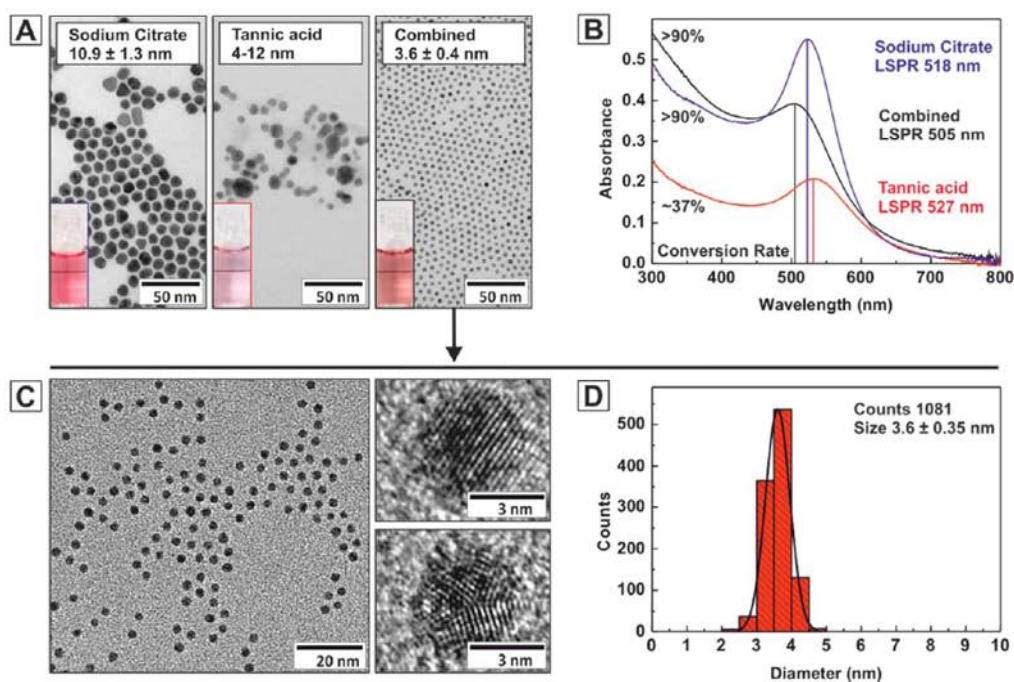 A
Sodium Citrate
10.9 ± 1.3 nm
50 nm
Tannic acid
4-12 nm
50 nm
Combined
3.6 ± 0.4 nm
50 nm
B
>90%
>90%
~37%
Conversion Rate
Sodium Citrate
LSPR 518 nm
Combined
LSPR 505 nm
Tannic acid
LSPR 527 nm
Absorbance
0.5
0.4
0.3
0.2
0.1
0.0
300 400 500 600 700 800
Wavelength (nm)
C
20 nm
3 nm
3 nm
D
Counts 1081
Size 3.6 ± 0.35 nm
Counts
500
400
300
200
100
0
0 1 2 3 4 5 6 7 8 9 10
Diameter (nm)